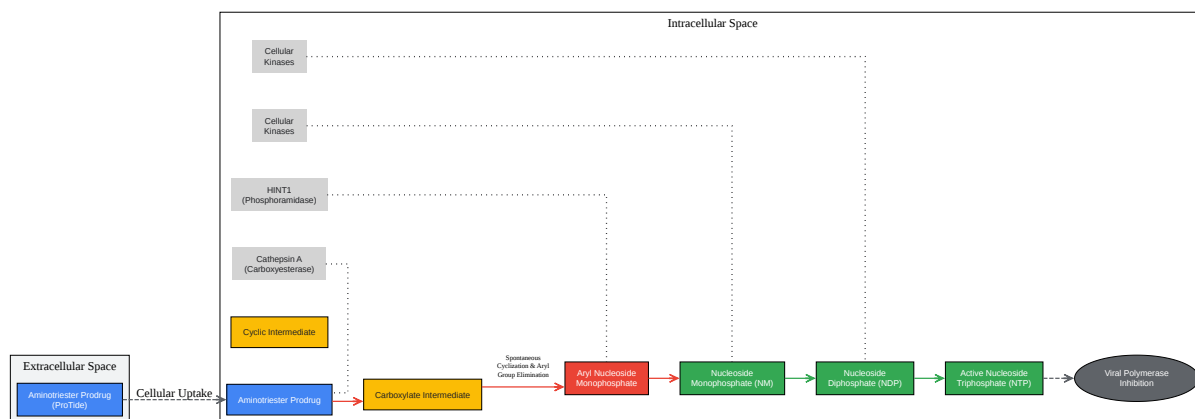 Intracellular Space
Cellular
Kinases
Cellular
Kinases
HINT1
(Phosphoramidase)
Cathepsin A
(Carboxyesterase)
Cyclic Intermediate
Extracellular Space
Aminotriester Prodrug
(ProTide)
Cellular Uptake
Aminotriester Prodrug
Carboxylate Intermediate
Spontaneous
Cyclization & Aryl
Group Elimination
Aryl Nucleoside
Monophosphate
Nucleoside
Monophosphate (NM)
Nucleoside
Diphosphate (NDP)
Active Nucleoside
Triphosphate (NTP)
Viral Polymerase
Inhibition